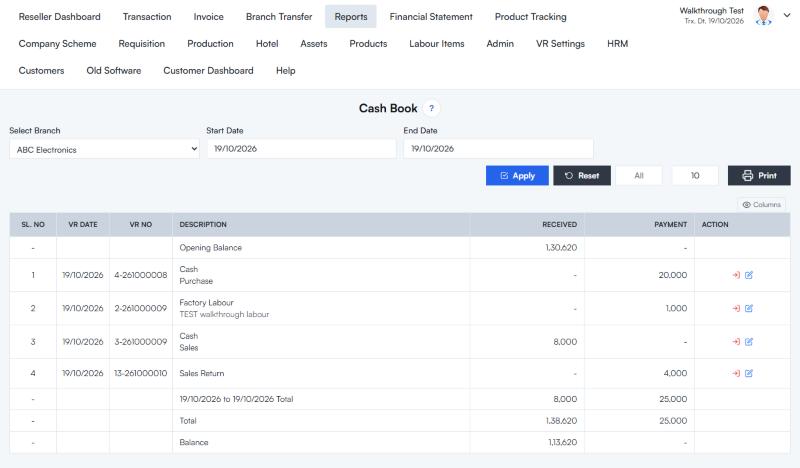 Reseller Dashboard Transaction Invoice Branch Transfer Reports Financial Statement Product Tracking
Walkthrough Test
Trx. Dt. 19/10/2026
Company Scheme Requisition Production Hotel Assets Products Labour Items Admin VR Settings HRM
Customers Old Software Customer Dashboard Help
Cash Book ?
Select Branch Start Date End Date
ABC Electronics 19/10/2026 19/10/2026
Apply Reset All 10 Print
Columns
SL. NO VR DATE VR NO DESCRIPTION RECEIVED PAYMENT ACTION
- Opening Balance 1,30,620 -
1 19/10/2026 4-261000008 Cash - 20,000
Purchase
2 19/10/2026 2-261000009 Factory Labour - 1,000
TEST walkthrough labour
3 19/10/2026 3-261000009 Cash 8,000 -
Sales
4 19/10/2026 13-261000010 Sales Return - 4,000
- 19/10/2026 to 19/10/2026 Total 8,000 25,000
- Total 1,38,620 25,000
- Balance 1,13,620 -